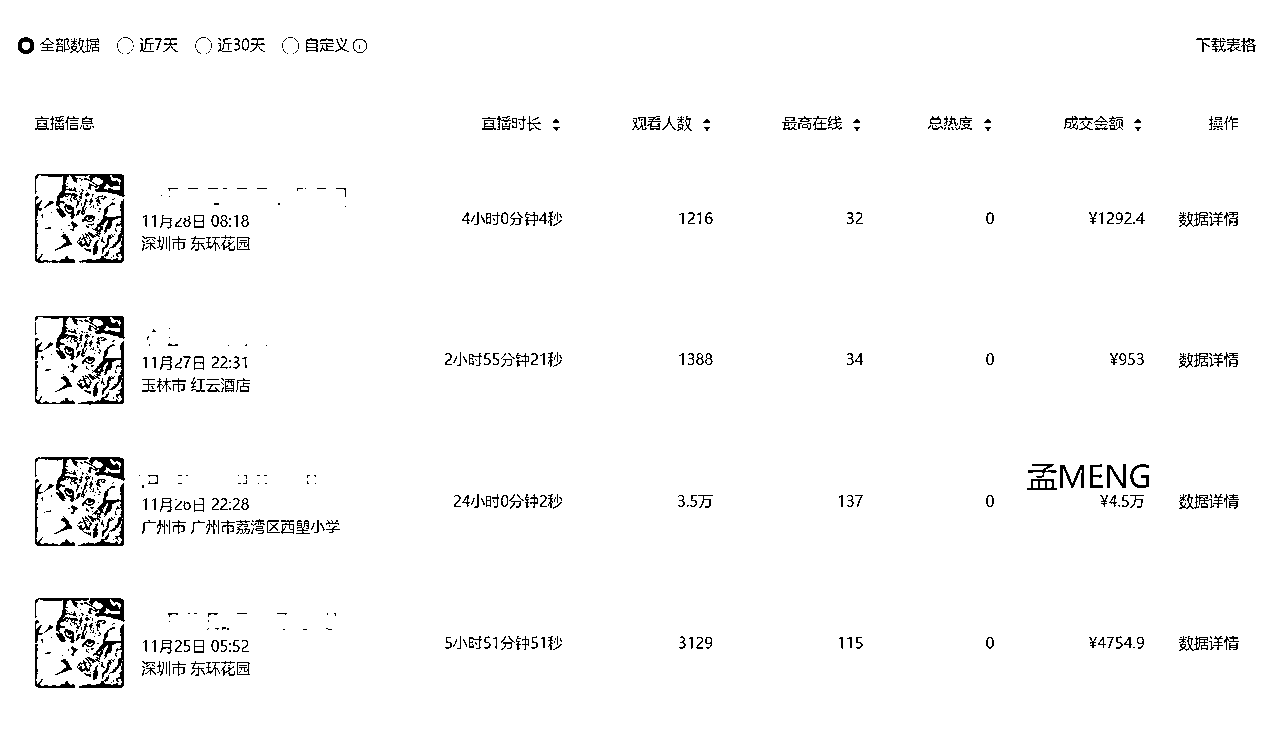 全部数据 近7天 近30天 自定义 下载表格
直播信息 直播时长 观看人数 最高在线 总热度 成交金额 操作
11月28日 08:18
深圳市 东环花园
4小时0分钟4秒 1216 32 0 ¥1292.4 数据详情
11月27日 22:31
玉林市 红云酒店
2小时55分钟21秒 1388 34 0 ¥953 数据详情
孟MENG
11月26日 22:28
广州市 广州市荔湾区西塱小学
24小时0分钟2秒 3.5万 137 0 ¥4.5万 数据详情
11月25日 05:52
深圳市 东环花园
5小时51分钟51秒 3129 115 0 ¥4754.9 数据详情